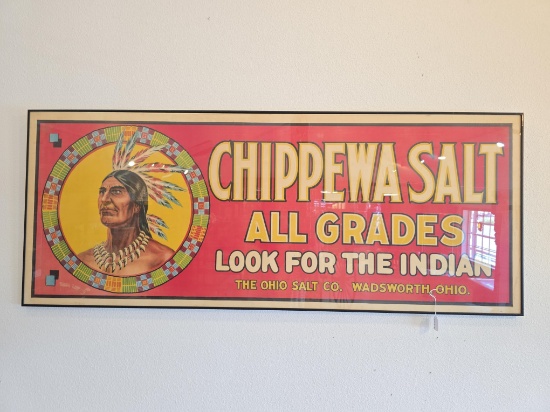 CHIPPEWA SALT
ALL GRADES
LOOK FOR THE INDIAN
THE OHIO SALT CO. WADSWORTH, OHIO.